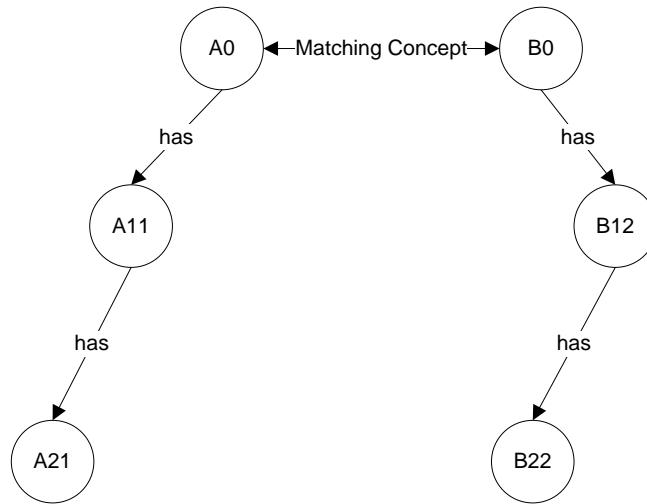 A0 Matching Concept B0
has has
A11 B12
has has
A21 B22